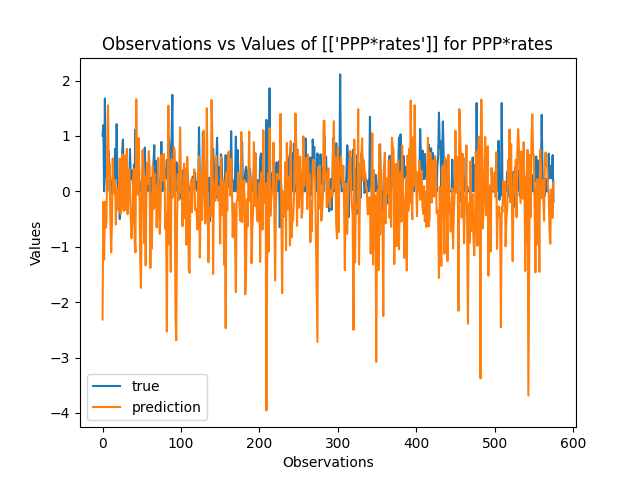 Observations vs Values of [['PPP*rates']] for PPP*rates
2
1
0
−1
−2
−3
−4
Values
true
prediction
0
100
200
300
400
500
600
Observations